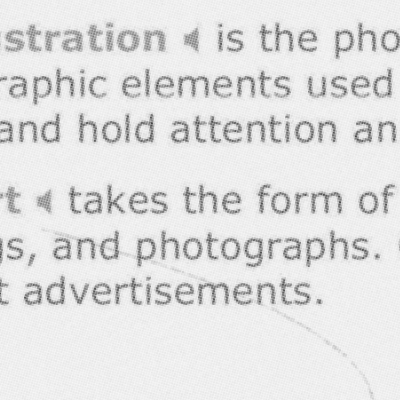 stration is the pho
raphic elements used
and hold attention an
rt takes the form of
gs, and photographs.
t advertisements.